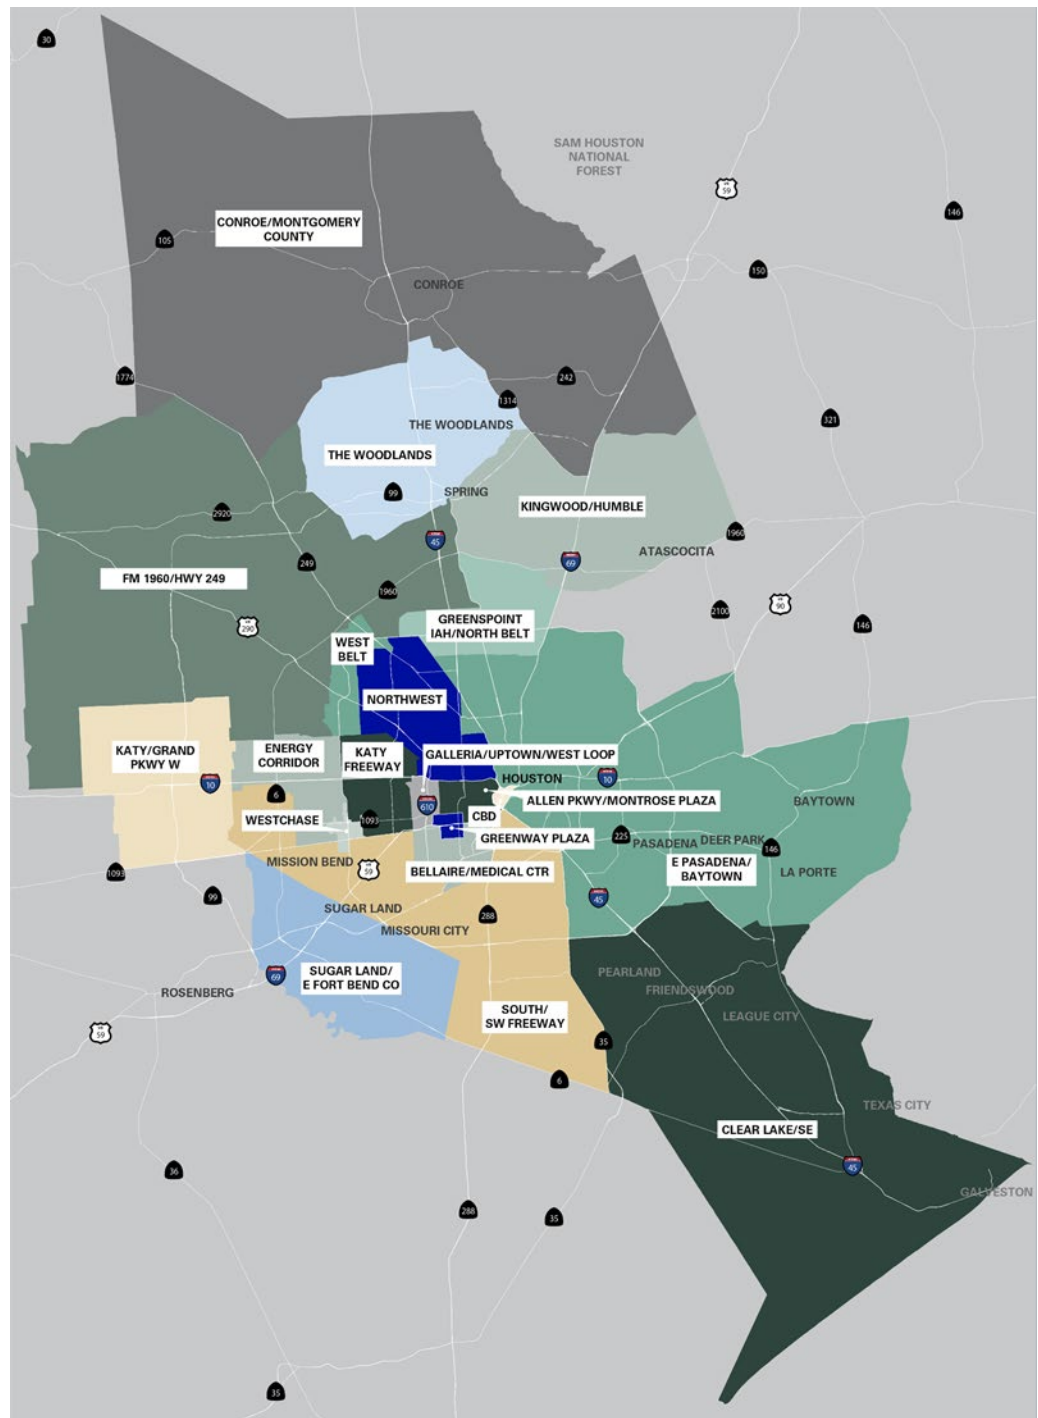 30
SAM HOUSTON
NATIONAL
FOREST
59
146
CONROE/MONTGOMERY
COUNTY
105
150
CONROE
1774
242
1314
321
THE WOODLANDS
THE WOODLANDS
99
SPRING
KINGWOOD/HUMBLE
2920
1960
45
ATASCOCITA
249
69
FM 1960/HWY 249
1960
90
2100
146
290
GREENSPOINT
IAH/NORTH BELT
WEST
BELT
NORTHWEST
KATY/GRAND
PKWY W
ENERGY
CORRIDOR
KATY
FREEWAY
GALLERIA/UPTOWN/WEST LOOP
HOUSTON
10
10
6
610
ALLEN PKWY/MONTROSE PLAZA
BAYTOWN
WESTCHASE
1093
CBD
GREENWAY PLAZA
225
PASADENA
DEER PARK
146
MISSION BEND
59
BELLAIRE/MEDICAL CTR
E PASADENA/
BAYTOWN
LA PORTE
1093
99
45
SUGAR LAND
288
MISSOURI CITY
69
SUGAR LAND/
E FORT BEND CO
PEARLAND
ROSENBERG
FRIENDSWOOD
LEAGUE CITY
SOUTH/
SW FREEWAY
59
35
6
TEXAS CITY
CLEAR LAKE/SE
45
36
GALVESTON
288
35
35